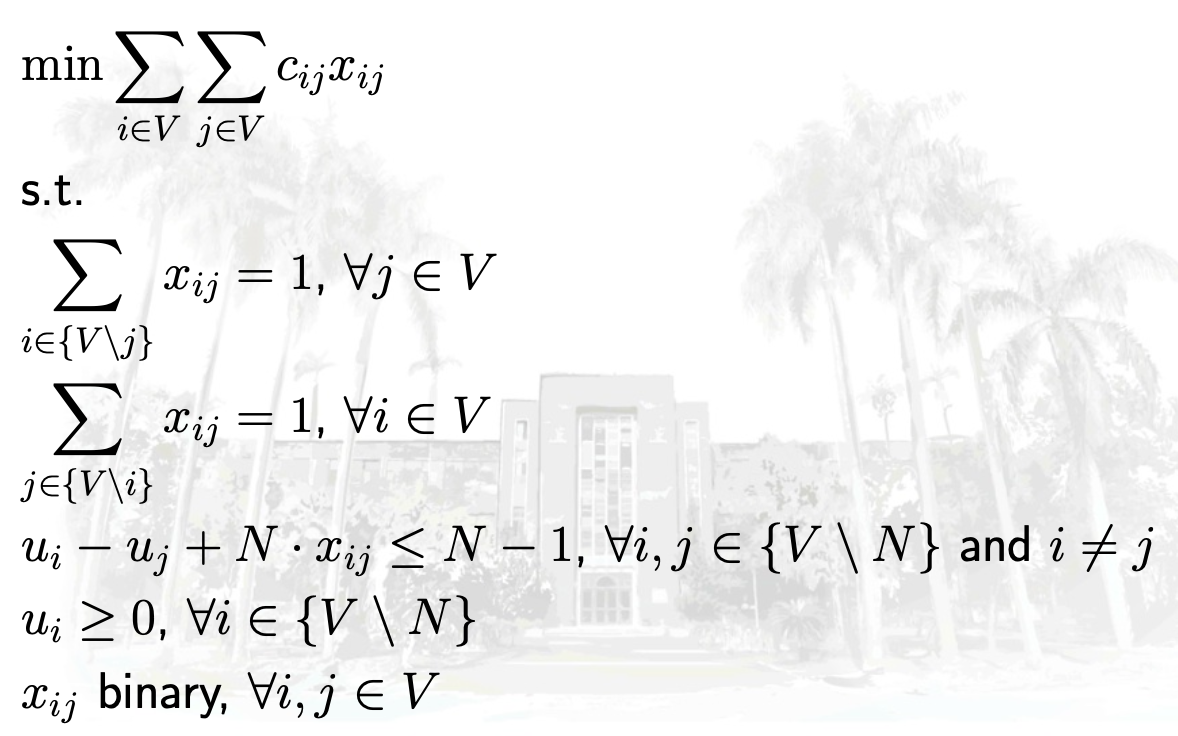 min ∑_{i∈V} ∑_{j∈V} c_{ij}x_{ij}
s.t.
∑_{i∈{V\j}} x_{ij} = 1, ∀j ∈ V
∑_{j∈{V\i}} x_{ij} = 1, ∀i ∈ V
u_i − u_j + N · x_{ij} ≤ N − 1, ∀i, j ∈ {V \ N} and i ≠ j
u_i ≥ 0, ∀i ∈ {V \ N}
x_{ij} binary, ∀i, j ∈ V